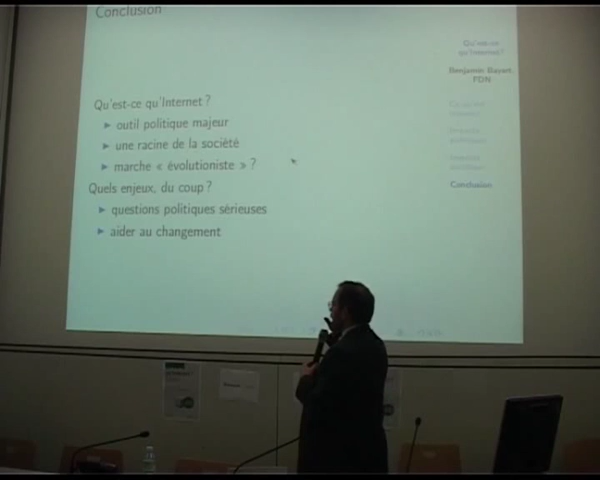 Conclusion
Qu'est-ce qu'Internet ?
▶ outil politique majeur
▶ une racine de la société
▶ marche « évolutioniste » ?
Quels enjeux, du coup ?
▶ questions politiques sérieuses
▶ aider au changement
Qu'est-ce
qu'Internet ?
Benjamin Bayart,
FDN
Conclusion